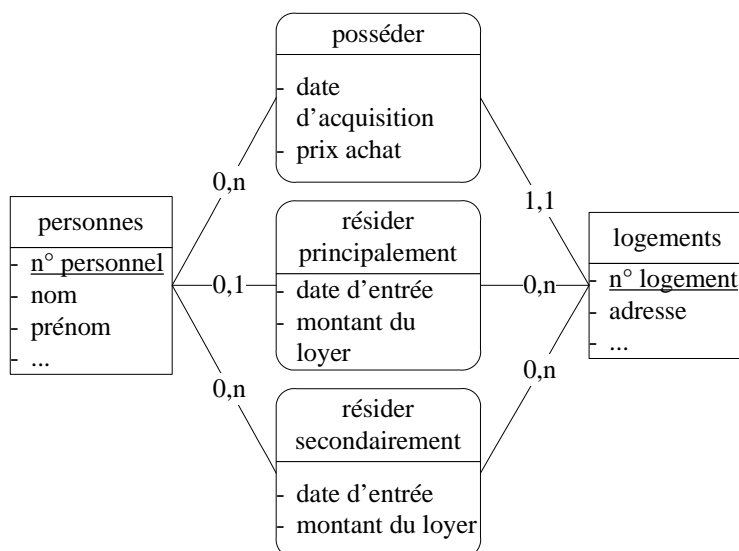 posséder
- date
d'acquisition
- prix achat
0,n
1,1
personnes
- n° personnel
- nom
- prénom
- ...
0,1
résider
principalement
- date d'entrée
- montant du
loyer
0,n
logements
- n° logement
- adresse
- ...
0,n
0,n
résider
secondairement
- date d'entrée
- montant du loyer